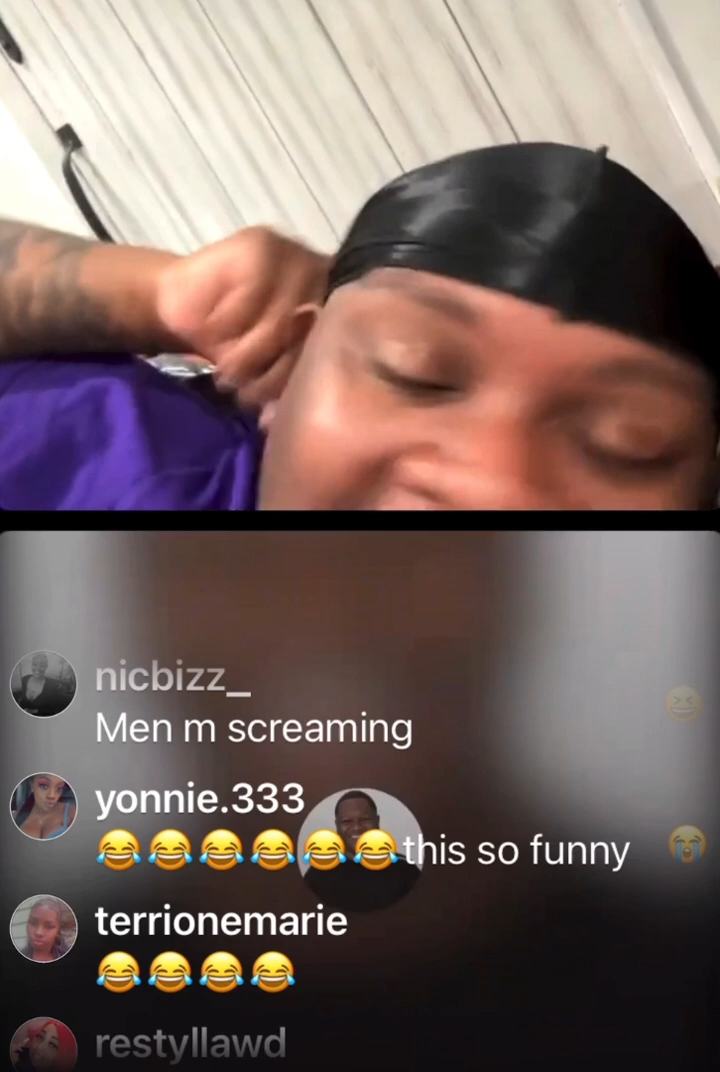 nicbizz_
Men m screaming
yonnie.333
😂😂😂😂😂😂this so funny
terrionemarie
😂😂😂😂
restyllawd